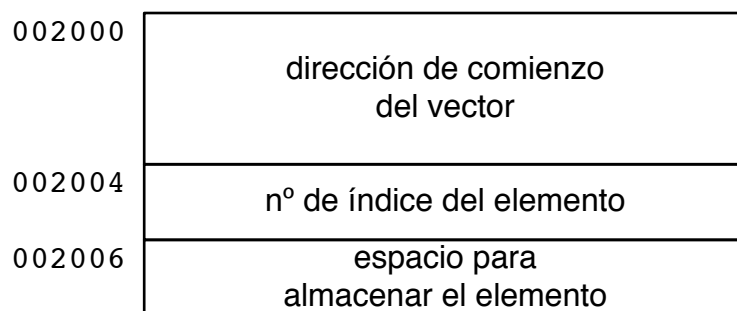 002000
dirección de comienzo
del vector
002004
nº de índice del elemento
002006
espacio para
almacenar el elemento